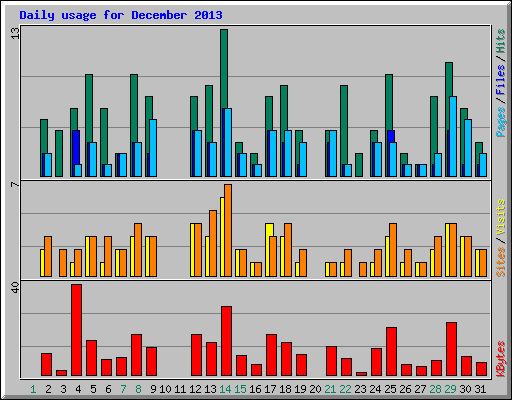 Daily usage for December 2013
13
Pages / Files / Hits
7
Sites / Visits
40
KBytes
1 2 3 4 5 6 7 8 9 10 11 12 13 14 15 16 17 18 19 20 21 22 23 24 25 26 27 28 29 30 31